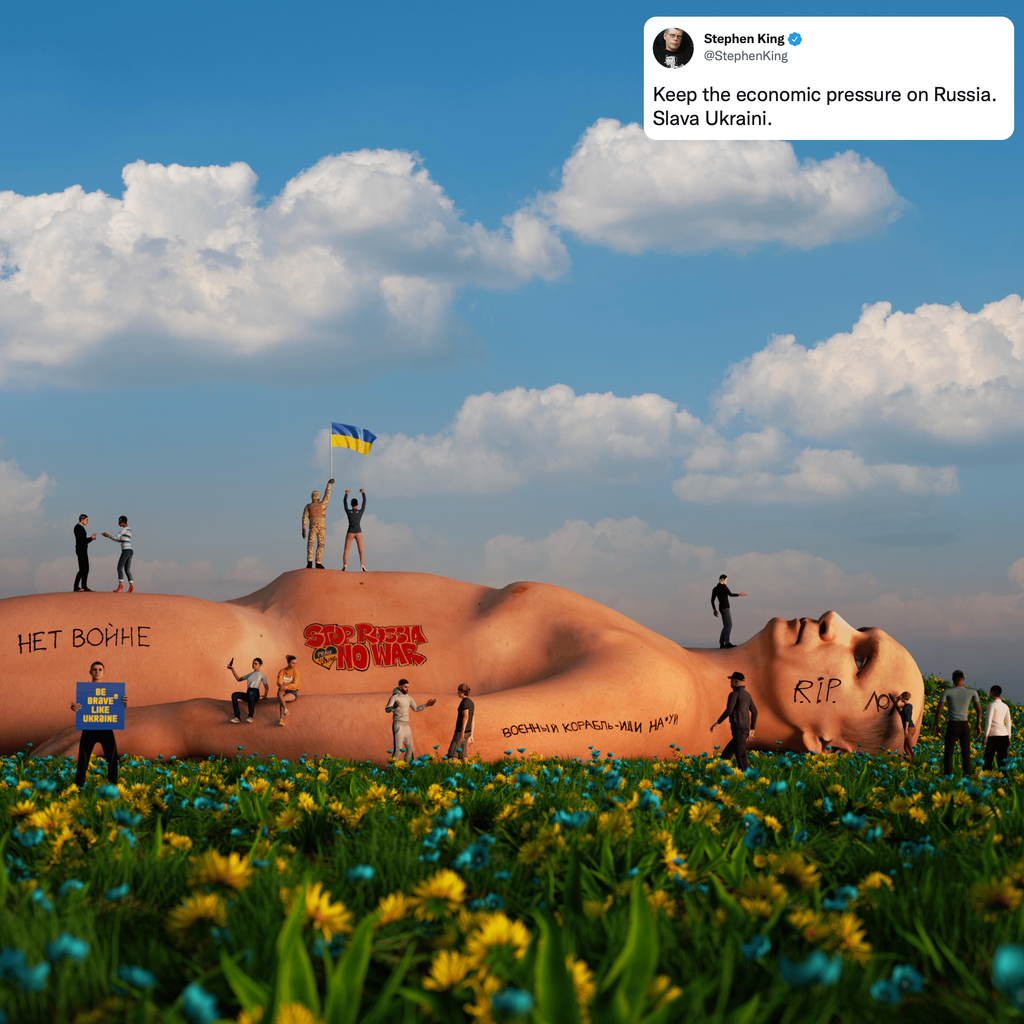 Stephen King
@StephenKing
Keep the economic pressure on Russia.
Slava Ukraini.
НЕТ ВОЙНЕ
STOP RUSSIA
NO WAR
BE
BRAVE
LIKE
UKRAINE
ВОЕННЫЙ КОРАБЛЬ-ИДИ НА*УЙ
R.I.P.